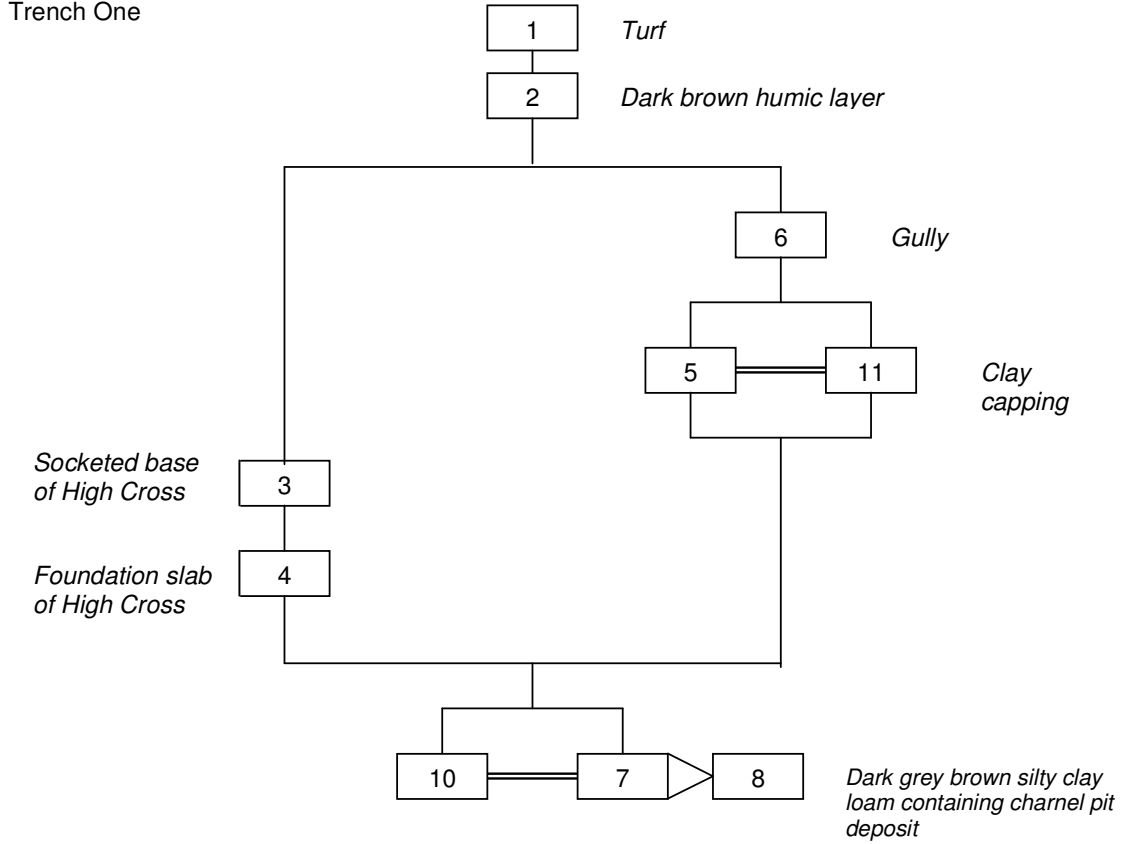 Trench One
1 Turf
2 Dark brown humic layer
6 Gully
5 11 Clay
capping
Socketed base
of High Cross
3
Foundation slab
of High Cross
4
10 7 8
Dark grey brown silty clay
loam containing charnel pit
deposit